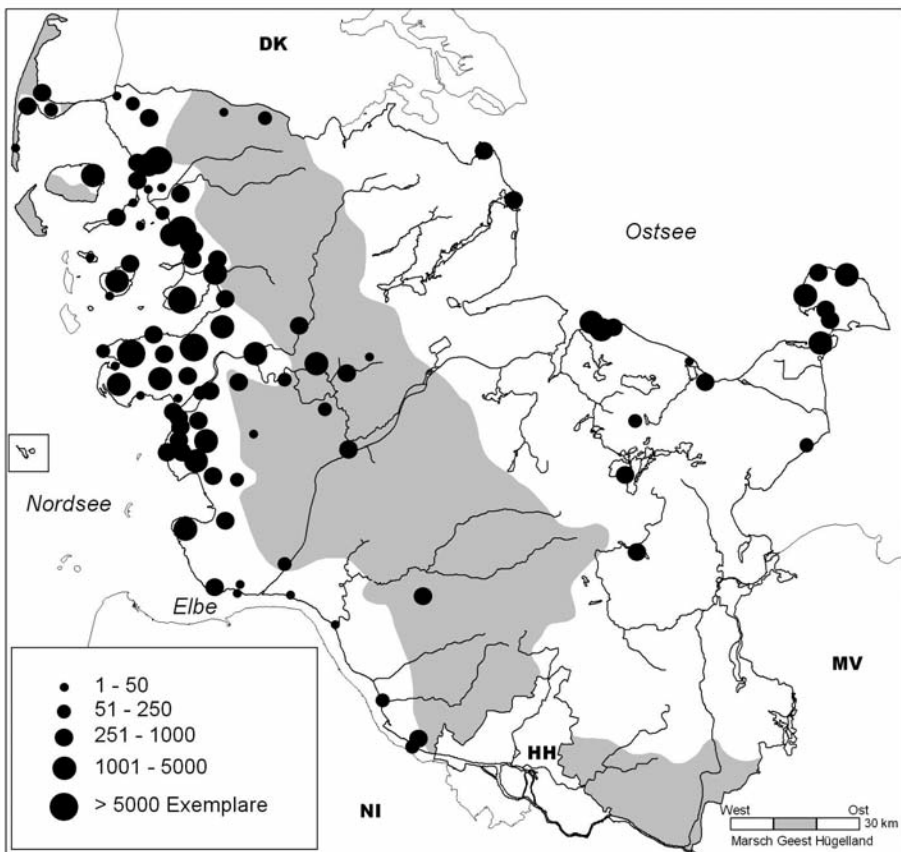 DK
Ostsee
Nordsee
Elbe
MV
HH
NI
1 - 50
51 - 250
251 - 1000
1001 - 5000
> 5000 Exemplare
West Ost
30 km
Marsch Geest Hügelland